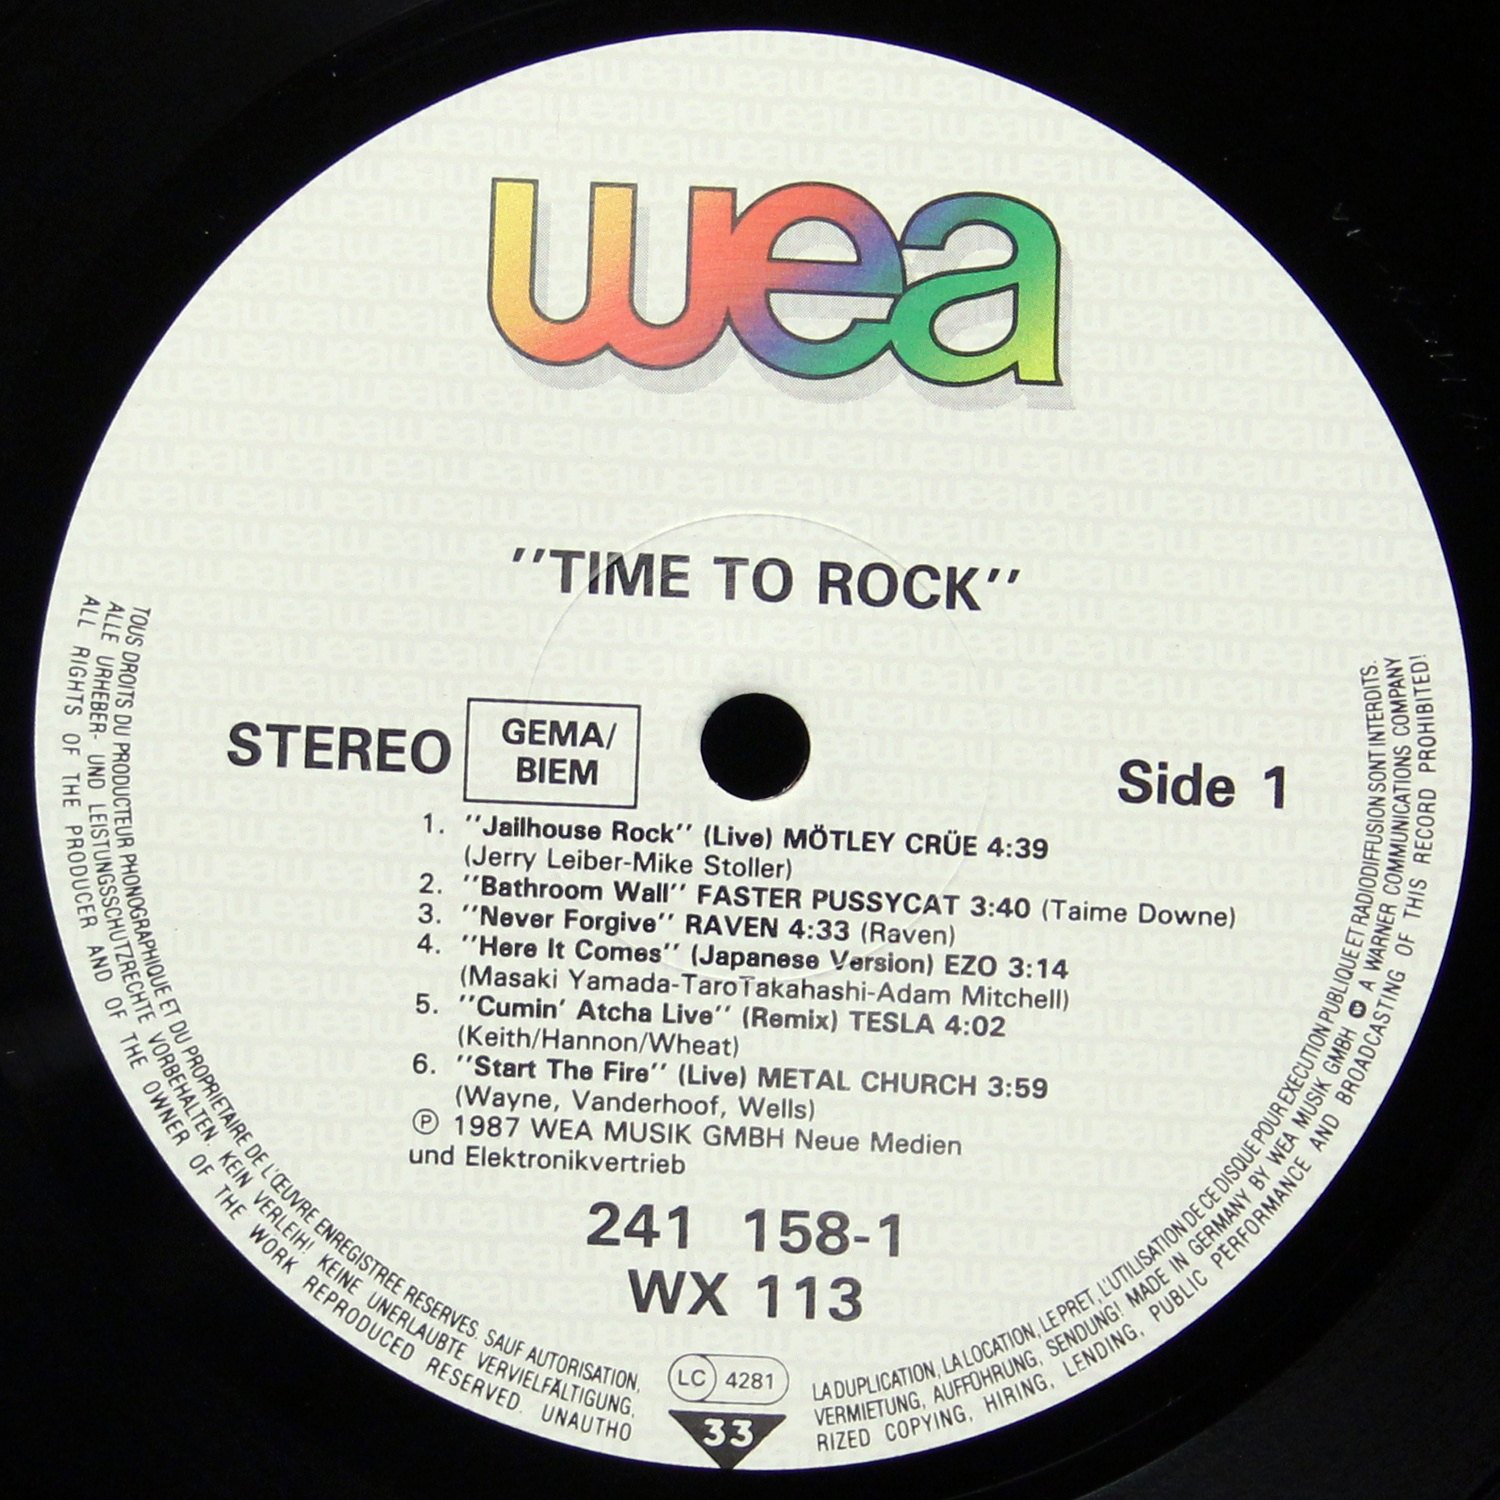 wea
"TIME TO ROCK"
STEREO
GEMA/
BIEM
Side 1
1. "Jailhouse Rock" (Live) MÖTLEY CRÜE 4:39
(Jerry Leiber-Mike Stoller)
2. "Bathroom Wall" FASTER PUSSYCAT 3:40 (Taime Downe)
3. "Never Forgive" RAVEN 4:33 (Raven)
4. "Here It Comes" (Japanese Version) EZO 3:14
(Masaki Yamada-TaroTakahashi-Adam Mitchell)
5. "Cumin' Atcha Live" (Remix) TESLA 4:02
(Keith/Hannon/Wheat)
6. "Start The Fire" (Live) METAL CHURCH 3:59
(Wayne, Vanderhoof, Wells)
Ⓟ 1987 WEA MUSIK GMBH Neue Medien
und Elektronikvertrieb
241 158-1
WX 113
LC 4281
33
TOUS DROITS DU PRODUCTEUR PHONOGRAPHIQUE ET DU PROPRIETAIRE DE L'ŒUVRE ENREGISTREE RESERVES. SAUF AUTORISATION, LA DUPLICATION, LA LOCATION, LE PRET, L'UTILISATION DE CE DISQUE POUR EXECUTION PUBLIQUE ET RADIODIFFUSION SONT INTERDITS.
ALLE URHEBER- UND LEISTUNGSSCHUTZRECHTE VORBEHALTEN. KEIN VERLEIH! KEINE UNERLAUBTE VERVIELFÄLTIGUNG, VERMIETUNG, AUFFÜHRUNG, SENDUNG! MADE IN GERMANY BY WEA MUSIK GMBH A WARNER COMMUNICATIONS COMPANY
ALL RIGHTS OF THE PRODUCER AND OF THE OWNER OF THE WORK REPRODUCED RESERVED. UNAUTHORIZED COPYING, HIRING, LENDING, PUBLIC PERFORMANCE AND BROADCASTING OF THIS RECORD PROHIBITED!